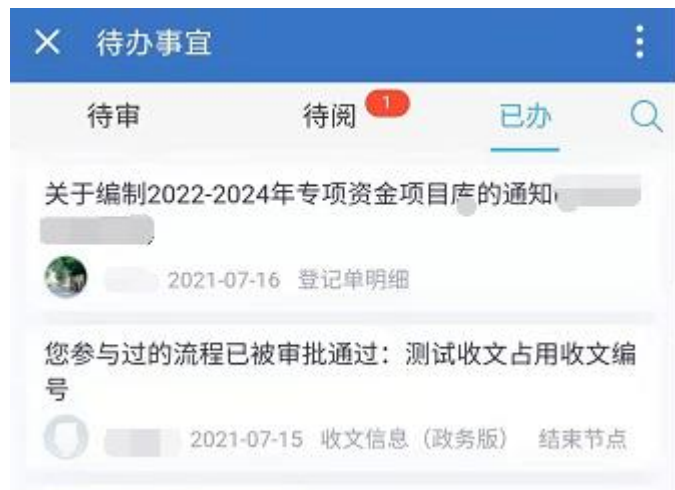 待办事宜
待审
待阅
1
已办
关于编制2022-2024年专项资金项目库的通知
2021-07-16 登记单明细
您参与过的流程已被审批通过：测试收文占用收文编
号
2021-07-15 收文信息（政务版） 结束节点